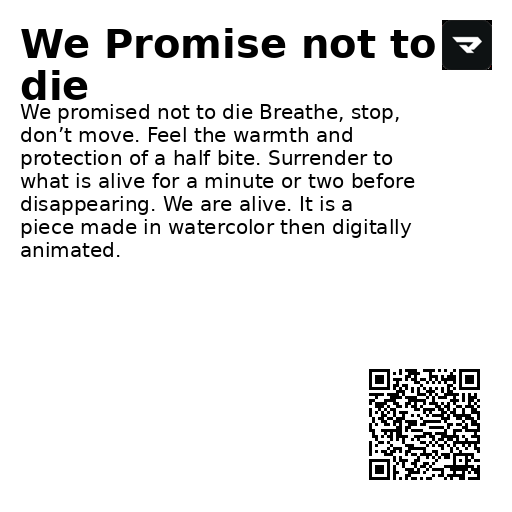 We Promise not to
die
We promised not to die Breathe, stop,
don’t move. Feel the warmth and
protection of a half bite. Surrender to
what is alive for a minute or two before
disappearing. We are alive. It is a
piece made in watercolor then digitally
animated.